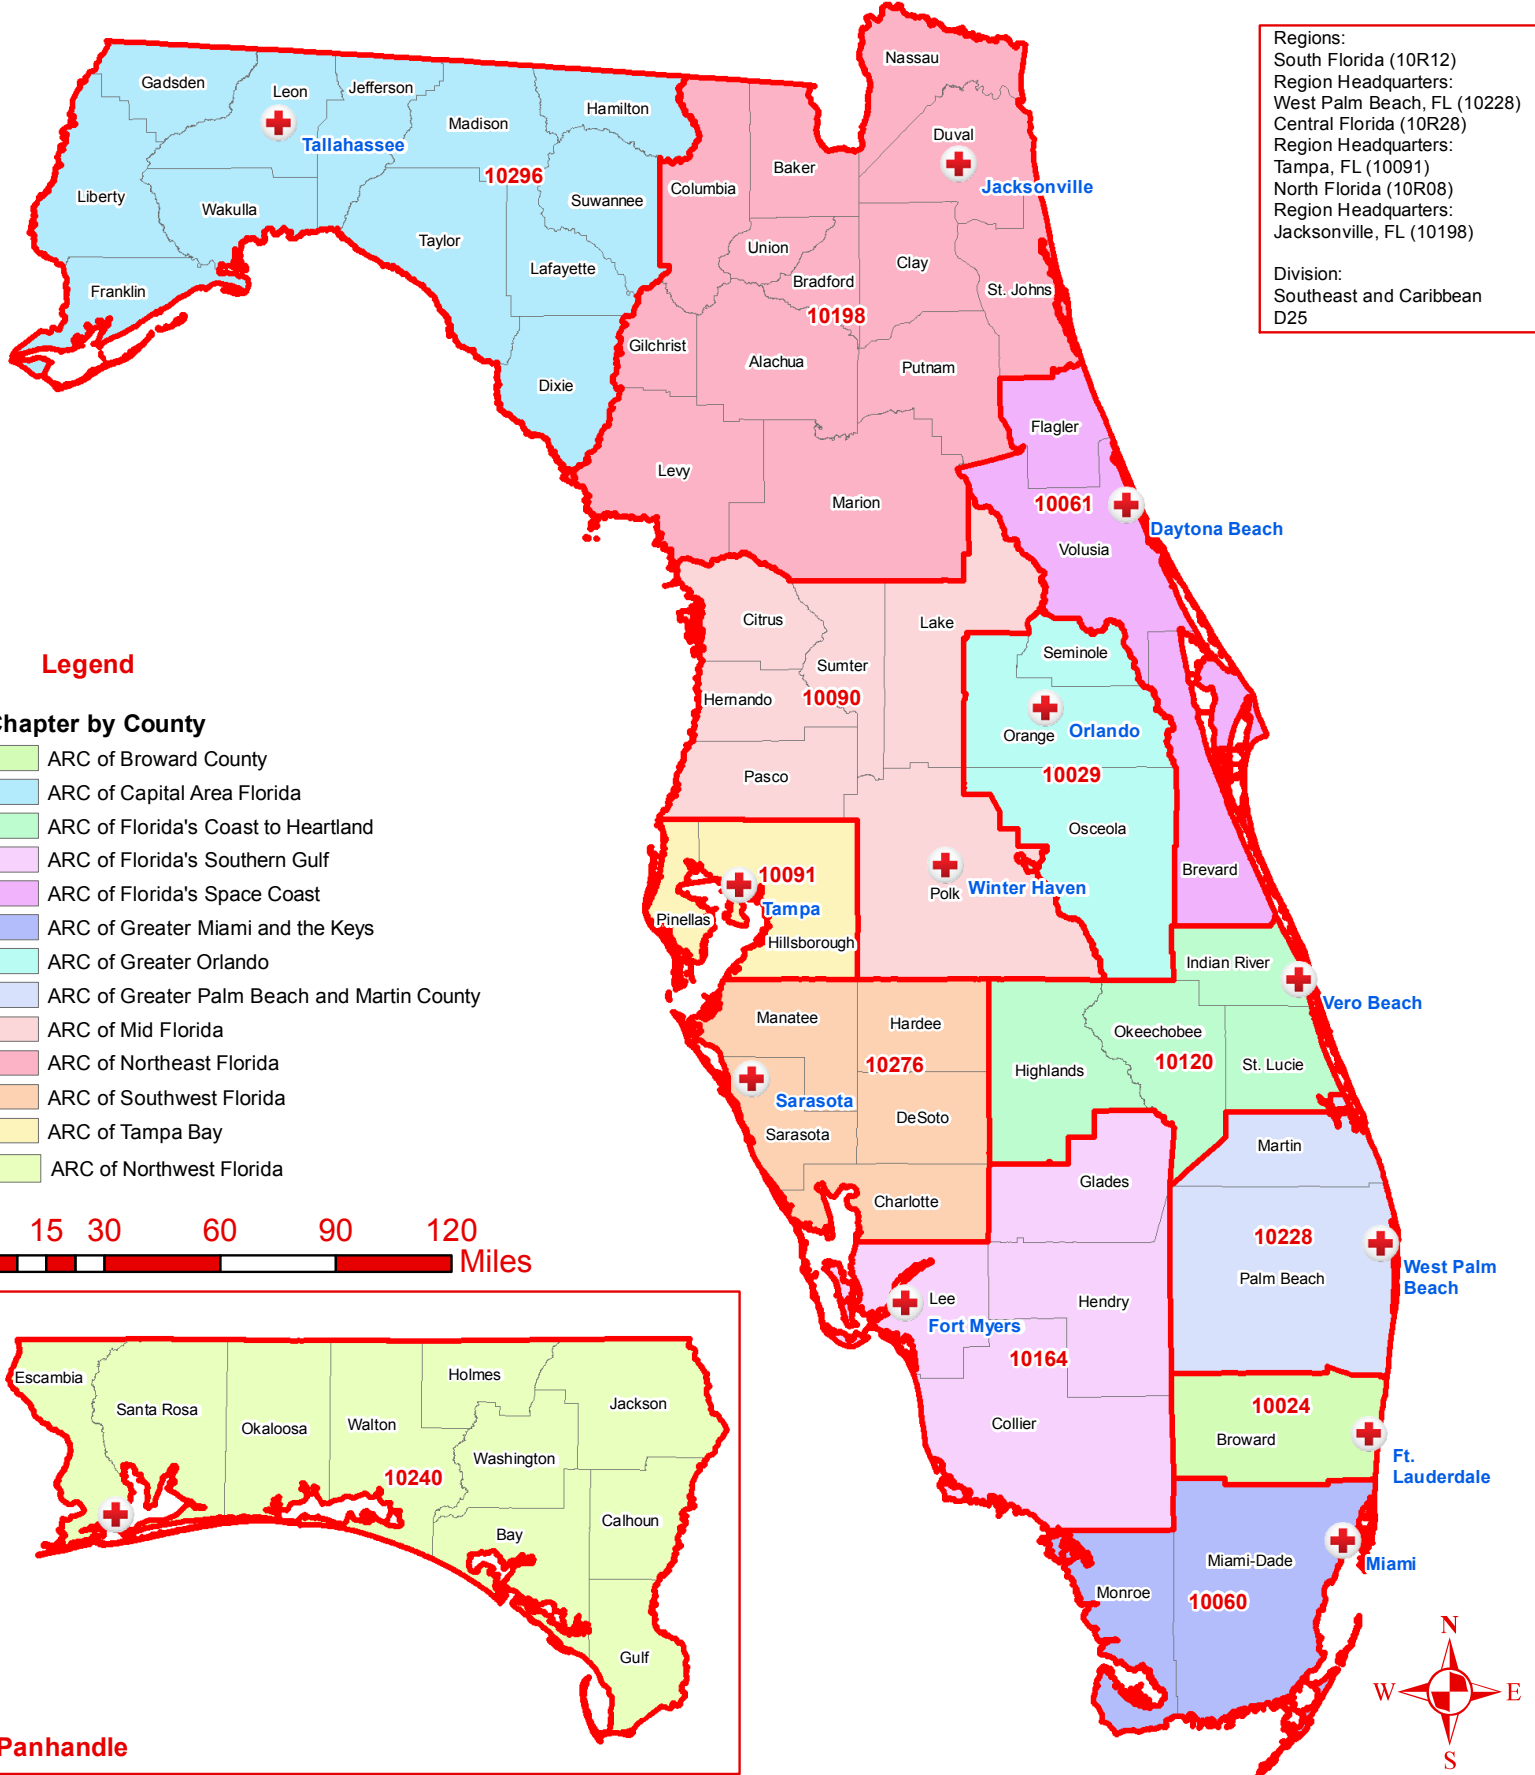 Regions:
South Florida (10R12)
Region Headquarters:
West Palm Beach, FL (10228)
Central Florida (10R28)
Region Headquarters:
Tampa, FL (10091)
North Florida (10R08)
Region Headquarters:
Jacksonville, FL (10198)
Division:
Southeast and Caribbean
D25
Nassau
Gadsden
Leon
Jefferson
Madison
Hamilton
Tallahassee
10296
Liberty
Wakulla
Suwannee
Taylor
Lafayette
Franklin
Dixie
Duval
Jacksonville
Baker
Columbia
Union
Bradford
Clay
St. Johns
10198
Gilchrist
Alachua
Putnam
Levy
Marion
Flagler
10061
Daytona Beach
Volusia
Citrus
Lake
Sumter
Hernando
10090
Pasco
Seminole
Orange
Orlando
10029
Osceola
Brevard
10091
Tampa
Pinellas
Hillsborough
Polk
Winter Haven
Indian River
Vero Beach
Okeechobee
10120
Highlands
St. Lucie
Manatee
Hardee
10276
Sarasota
Sarasota
DeSoto
Charlotte
Glades
Martin
10228
Palm Beach
West Palm
Beach
Lee
Fort Myers
Hendry
10164
Collier
10024
Broward
Ft.
Lauderdale
Miami-Dade
Miami
Monroe
10060
Legend
Chapter by County
ARC of Broward County
ARC of Capital Area Florida
ARC of Florida's Coast to Heartland
ARC of Florida's Southern Gulf
ARC of Florida's Space Coast
ARC of Greater Miami and the Keys
ARC of Greater Orlando
ARC of Greater Palm Beach and Martin County
ARC of Mid Florida
ARC of Northeast Florida
ARC of Southwest Florida
ARC of Tampa Bay
ARC of Northwest Florida
15 30 60 90 120
Miles
Escambia
Santa Rosa
Okaloosa
Walton
Holmes
Jackson
Washington
10240
Bay
Calhoun
Gulf
Panhandle
N
W E
S